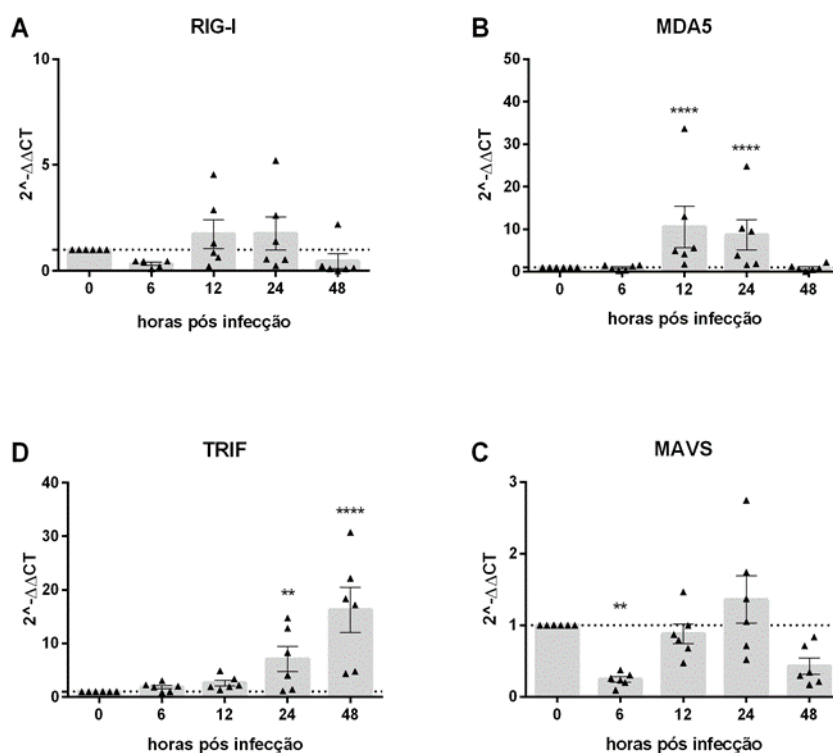 A
RIG-I
2^-ΔΔCT
10
5
0
0 6 12 24 48
horas pós infecção
B
MDA5
2^-ΔΔCT
50
40
30
20
10
0
****
****
0 6 12 24 48
horas pós infecção
D
TRIF
2^-ΔΔCT
40
30
20
10
0
**
****
0 6 12 24 48
horas pós infecção
C
MAVS
2^-ΔΔCT
3
2
1
0
**
0 6 12 24 48
horas pós infecção